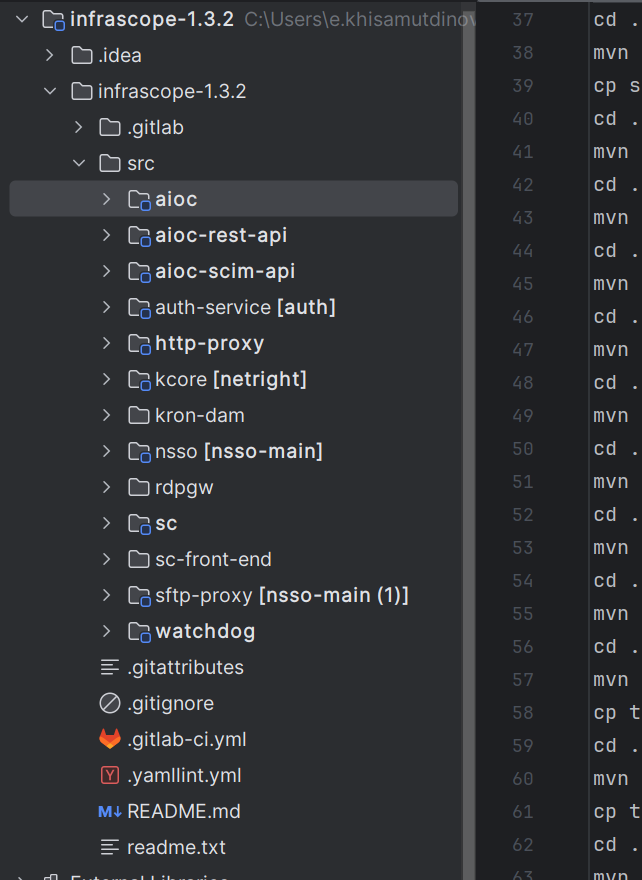 infrascope-1.3.2 C:\Users\e.khisamutdinov
.idea
infrascope-1.3.2
.gitlab
src
aioc
aioc-rest-api
aioc-scim-api
auth-service [auth]
http-proxy
kcore [netright]
kron-dam
nsso [nsso-main]
rdpgw
sc
sc-front-end
sftp-proxy [nsso-main (1)]
watchdog
.gitattributes
.gitignore
.gitlab-ci.yml
Y .yamllint.yml
M↓ README.md
readme.txt
External Libraries
37 cd .
38 mvn
39 cp s
40 cd .
41 mvn
42 cd .
43 mvn
44 cd .
45 mvn
46 cd .
47 mvn
48 cd .
49 mvn
50 cd .
51 mvn
52 cd .
53 mvn
54 cd .
55 mvn
56 cd .
57 mvn
58 cp t
59 cd .
60 mvn
61 cp t
62 cd .
63 mvn